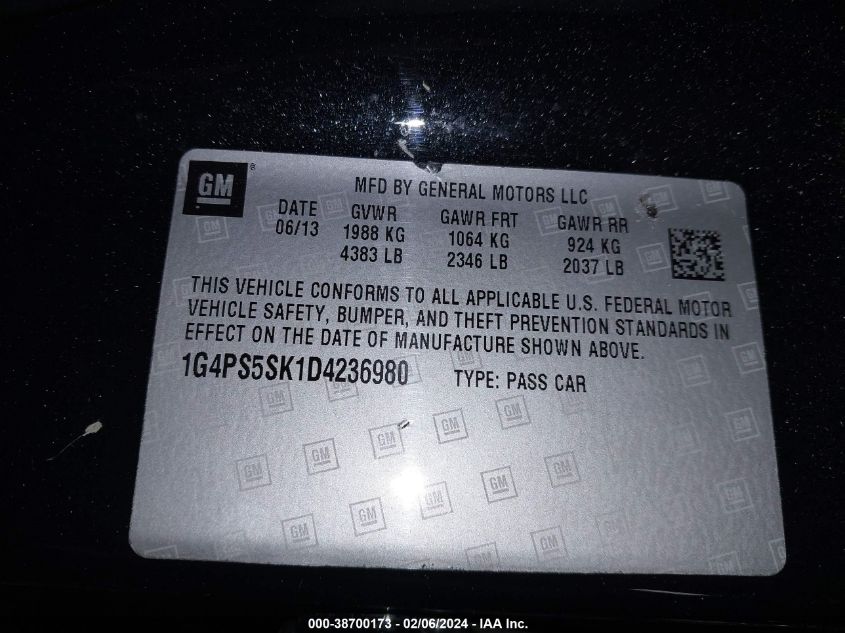 GM ®
MFD BY GENERAL MOTORS LLC
DATE GVWR GAWR FRT GAWR RR
06/13 1988 KG 1064 KG 924 KG
4383 LB 2346 LB 2037 LB
THIS VEHICLE CONFORMS TO ALL APPLICABLE U.S. FEDERAL MOTOR
VEHICLE SAFETY, BUMPER, AND THEFT PREVENTION STANDARDS IN
EFFECT ON THE DATE OF MANUFACTURE SHOWN ABOVE.
1G4PS5SK1D4236980 TYPE: PASS CAR
000-38700173 - 02/06/2024 - IAA Inc.